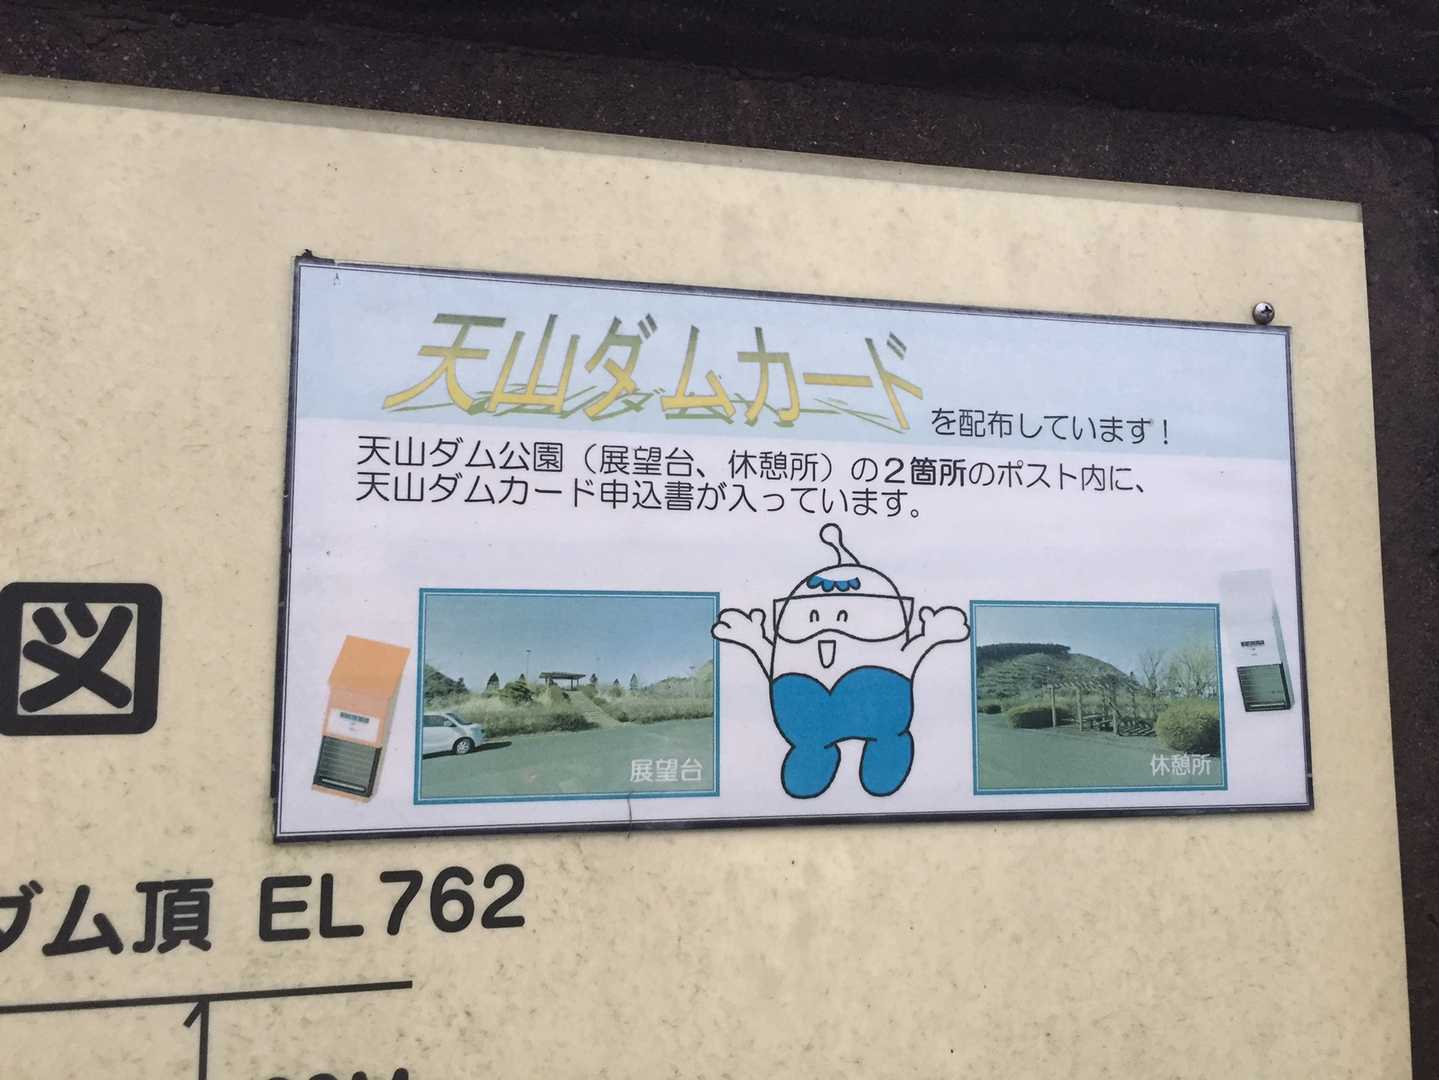 天山ダムカードを配布しています！
天山ダム公園（展望台、休憩所）の２箇所のポスト内に、
天山ダムカード申込書が入っています。
展望台
休憩所
図
ダム頂 EL762